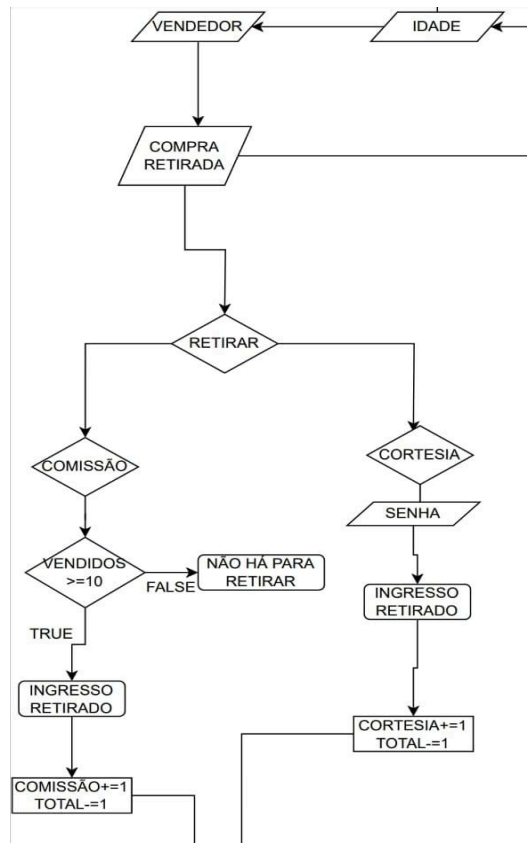 VENDEDOR
IDADE
COMPRA
RETIRADA
RETIRAR
COMISSÃO
CORTESIA
SENHA
VENDIDOS
>=10
FALSE
NÃO HÁ PARA
RETIRAR
TRUE
INGRESSO
RETIRADO
INGRESSO
RETIRADO
CORTESIA+=1
TOTAL-=1
COMISSÃO+=1
TOTAL-=1